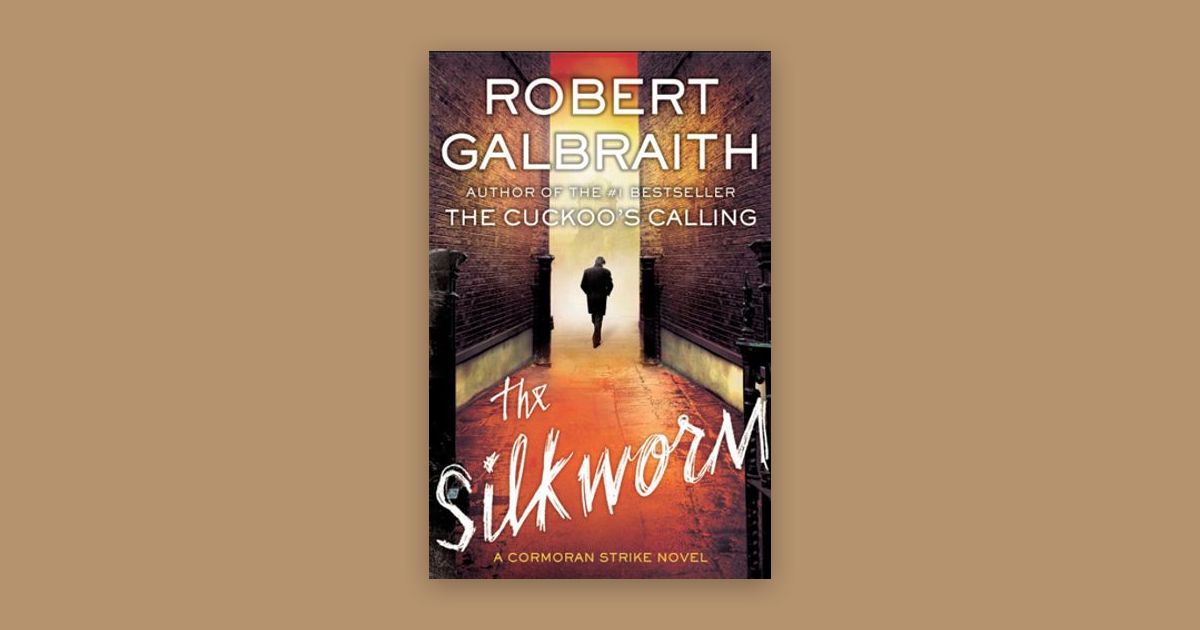 ROBERT
GALBRAITH
AUTHOR OF THE #1 BESTSELLER
THE CUCKOO'S CALLING
the
Silkworm
A CORMORAN STRIKE NOVEL